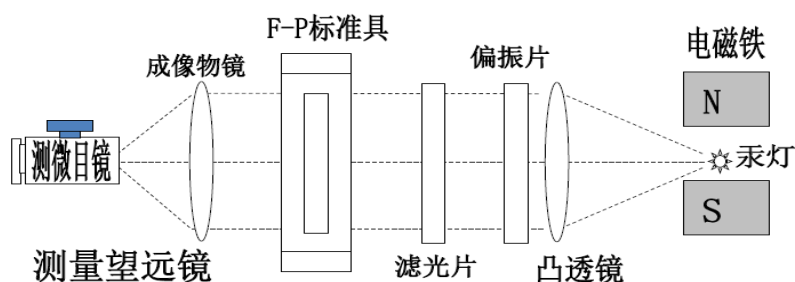 F-P标准具
成像物镜
偏振片
电磁铁
N
测微目镜
汞灯
S
测量望远镜
滤光片
凸透镜